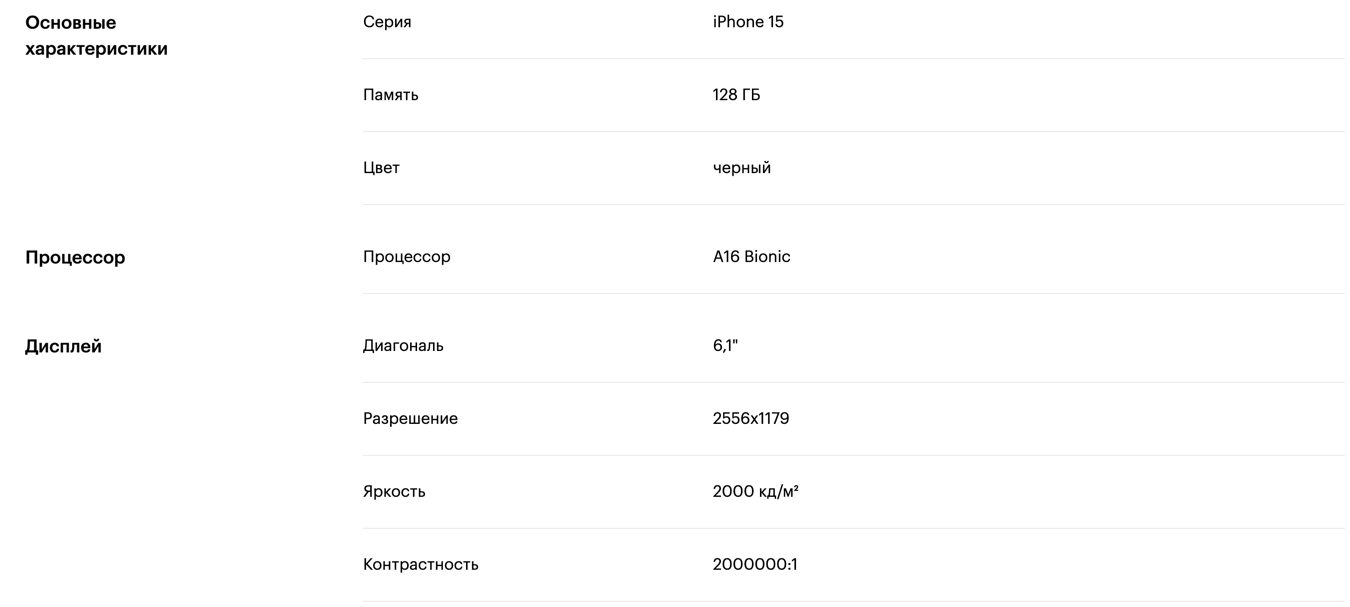 Основные
характеристики
Серия
iPhone 15
Память
128 ГБ
Цвет
черный
Процессор
Процессор
A16 Bionic
Дисплей
Диагональ
6,1"
Разрешение
2556x1179
Яркость
2000 кд/м²
Контрастность
2000000:1